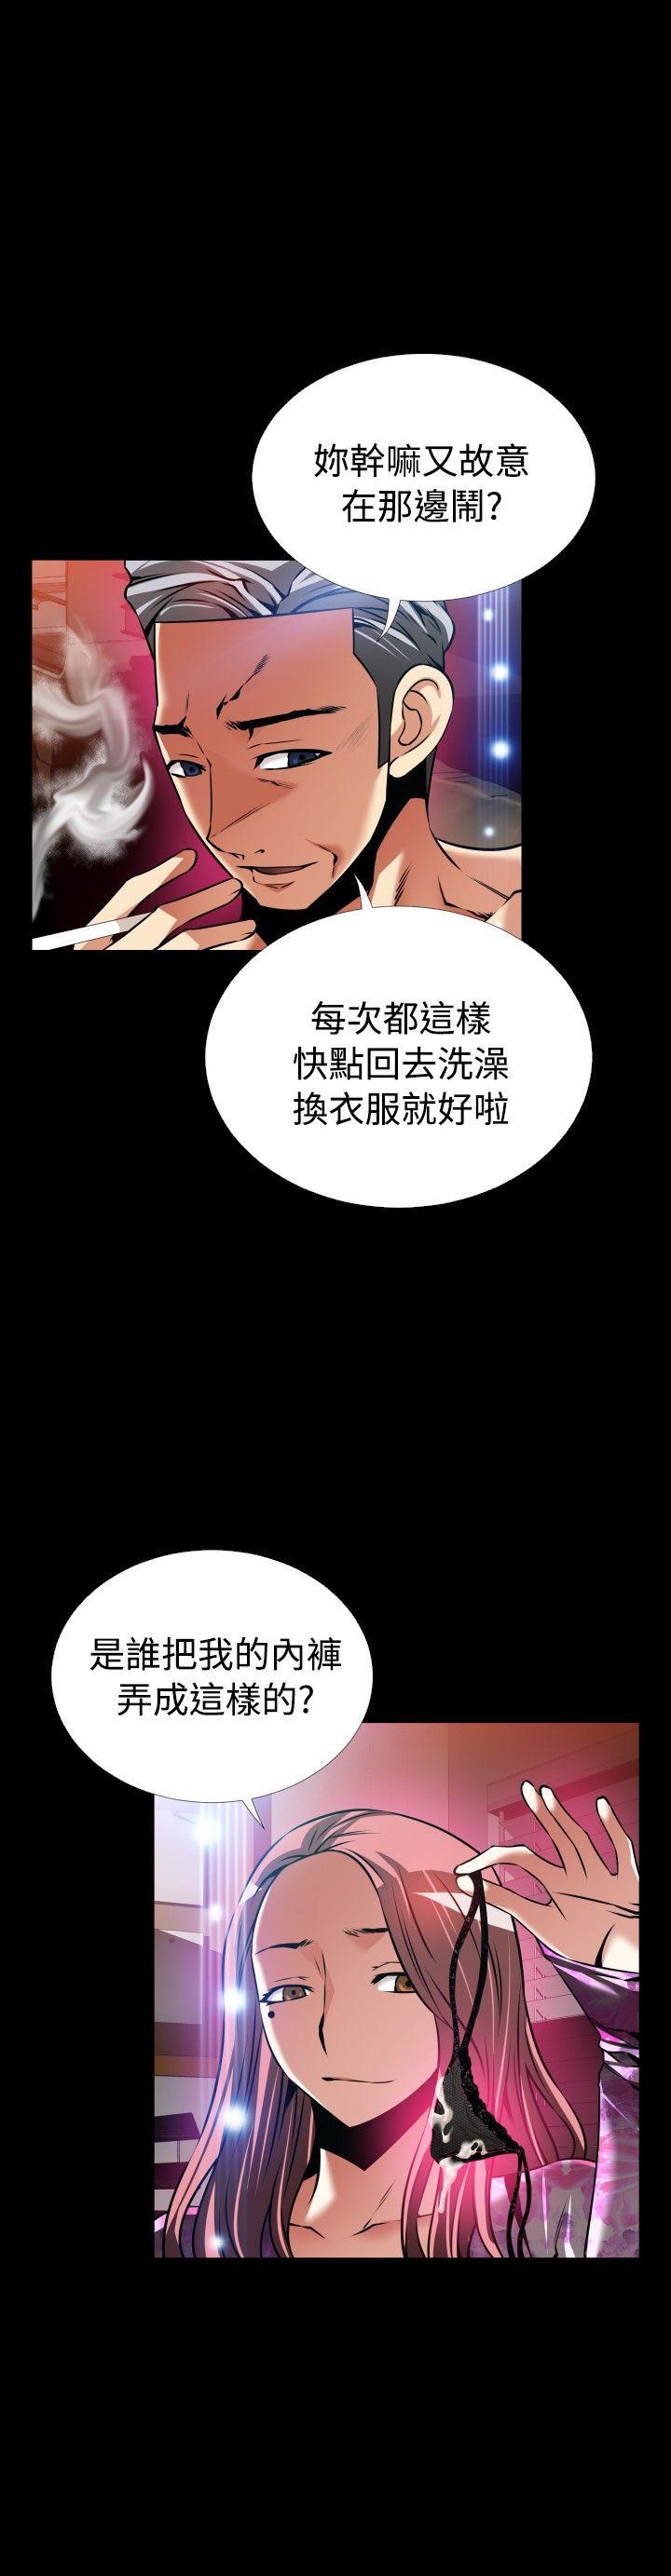 妳幹嘛又故意
在那邊鬧?
每次都這樣
快點回去洗澡
換衣服就好啦
是誰把我的內褲
弄成這樣的?